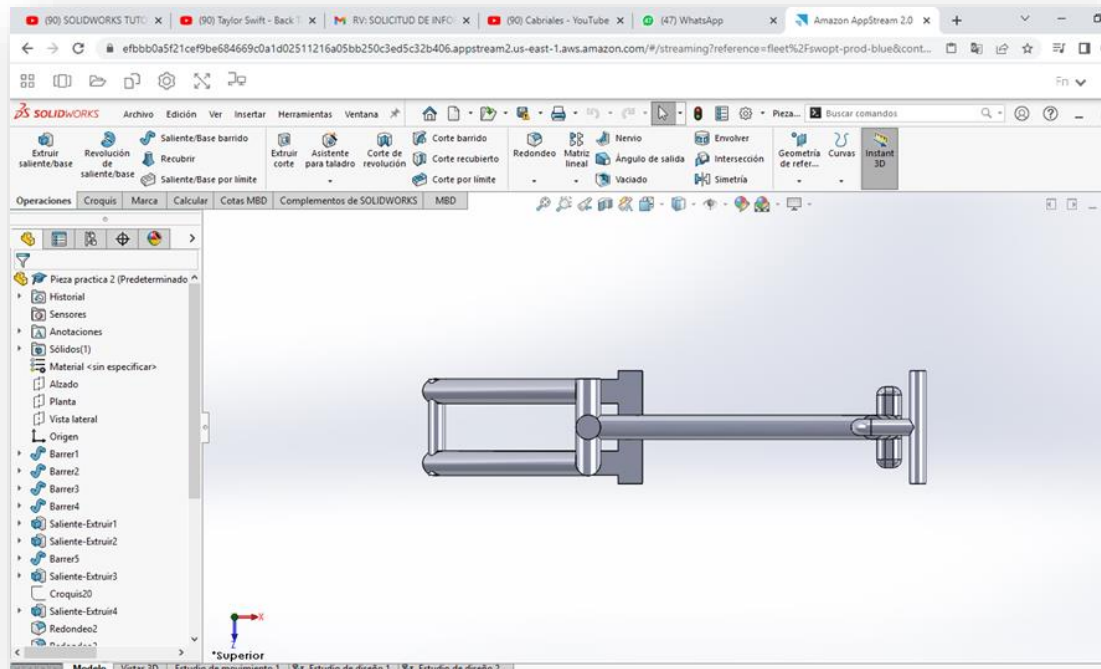 (90) SOLIDWORKS TUTO
(90) Taylor Swift - Back T
RV: SOLICITUD DE INFO
(90) Cabriales - YouTube
(47) WhatsApp
Amazon AppStream 2.0
efbbb0a5f21cef9be684669c0a1d02511216a05bb250c3ed5c32b406.appstream2.us-east-1.aws.amazon.com/#/streaming?reference=fleet%2Fswopt-prod-blue&cont...
Fn
SOLIDWORKS Archivo Edición Ver Insertar Herramientas Ventana Pieza... Buscar comandos
Extruir saliente/base
Revolución de saliente/base
Saliente/Base barrido
Recubrir
Saliente/Base por límite
Extruir corte
Asistente para taladro
Corte de revolución
Corte barrido
Corte recubierto
Corte por límite
Redondeo
Matriz lineal
Nervio
Ángulo de salida
Vaciado
Envolver
Intersección
Simetría
Geometría de refer...
Curvas
Instant 3D
Operaciones Croquis Marca Calcular Cotas MBD Complementos de SOLIDWORKS MBD
Pieza practica 2 (Predeterminado
Historial
Sensores
Anotaciones
Sólidos(1)
Material <sin especificar>
Alzado
Planta
Vista lateral
Origen
Barrer1
Barrer2
Barrer3
Barrer4
Saliente-Extruir1
Saliente-Extruir2
Barrer5
Saliente-Extruir3
Croquis20
Saliente-Extruir4
Redondeo2
X
Z
*Superior
Modelo Vistas 3D Estudio de movimiento 1 Estudio de diseño 1 Estudio de diseño 2